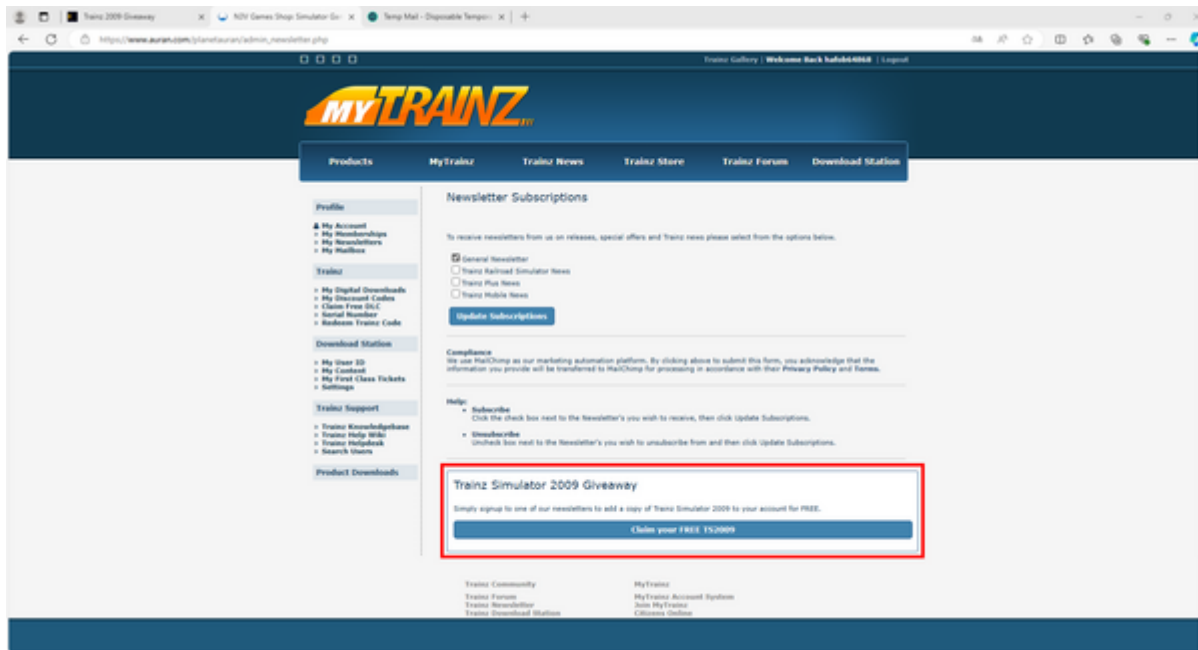 Trainz 2009 Giveaway
N3V Games Shop: Simulator Ga
Temp Mail - Disposable Tempor
https://www.auran.com/planetauran/admin_newsletter.php
Trainz Gallery | Welcome Back hafob64868 | Logout
MY TRAINZ
Products MyTrainz Trainz News Trainz Store Trainz Forum Download Station
Profile
My Account
My Memberships
My Newsletters
My Mailbox
Trainz
My Digital Downloads
My Discount Codes
Claim Free DLC
Serial Number
Redeem Trainz Code
Download Station
My User ID
My Content
My First Class Tickets
Settings
Trainz Support
Trainz Knowledgebase
Trainz Help Wiki
Trainz Helpdesk
Search Users
Product Downloads
Newsletter Subscriptions
To receive newsletters from us on releases, special offers and Trainz news please select from the options below.
General Newsletter
Trainz Railroad Simulator News
Trainz Plus News
Trainz Mobile News
Update Subscriptions
Compliance
We use MailChimp as our marketing automation platform. By clicking above to submit this form, you acknowledge that the
information you provide will be transferred to MailChimp for processing in accordance with their Privacy Policy and Terms.
Help:
Subscribe
Click the check box next to the Newsletter's you wish to receive, then click Update Subscriptions.
Unsubscribe
Uncheck box next to the Newsletter's you wish to unsubscribe from and then click Update Subscriptions.
Trainz Simulator 2009 Giveaway
Simply signup to one of our newsletters to add a copy of Trainz Simulator 2009 to your account for FREE.
Claim your FREE TS2009
Trainz Community
Trainz Forum
Trainz Newsletter
Trainz Download Station
MyTrainz
MyTrainz Account System
Join MyTrainz
Citizens Online